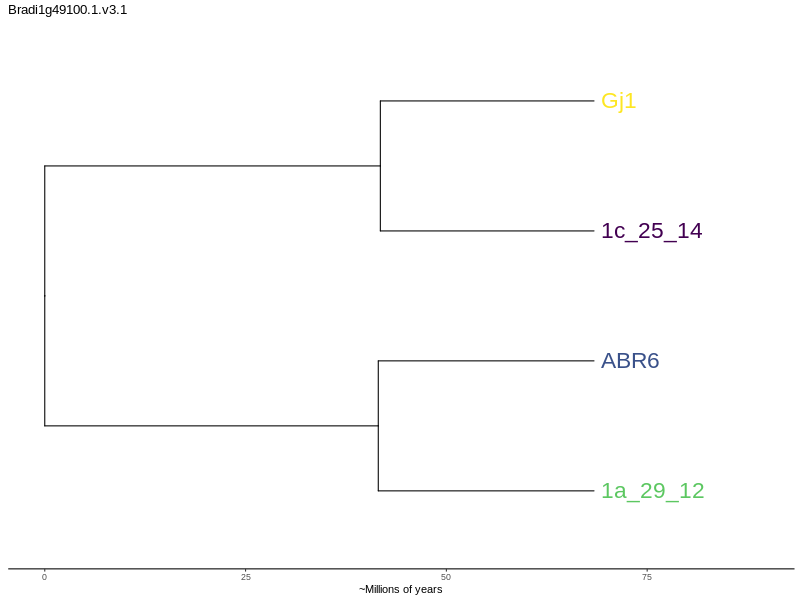 Bradi1g49100.1.v3.1
Gj1
1c_25_14
ABR6
1a_29_12
0 25 50 75
~Millions of years